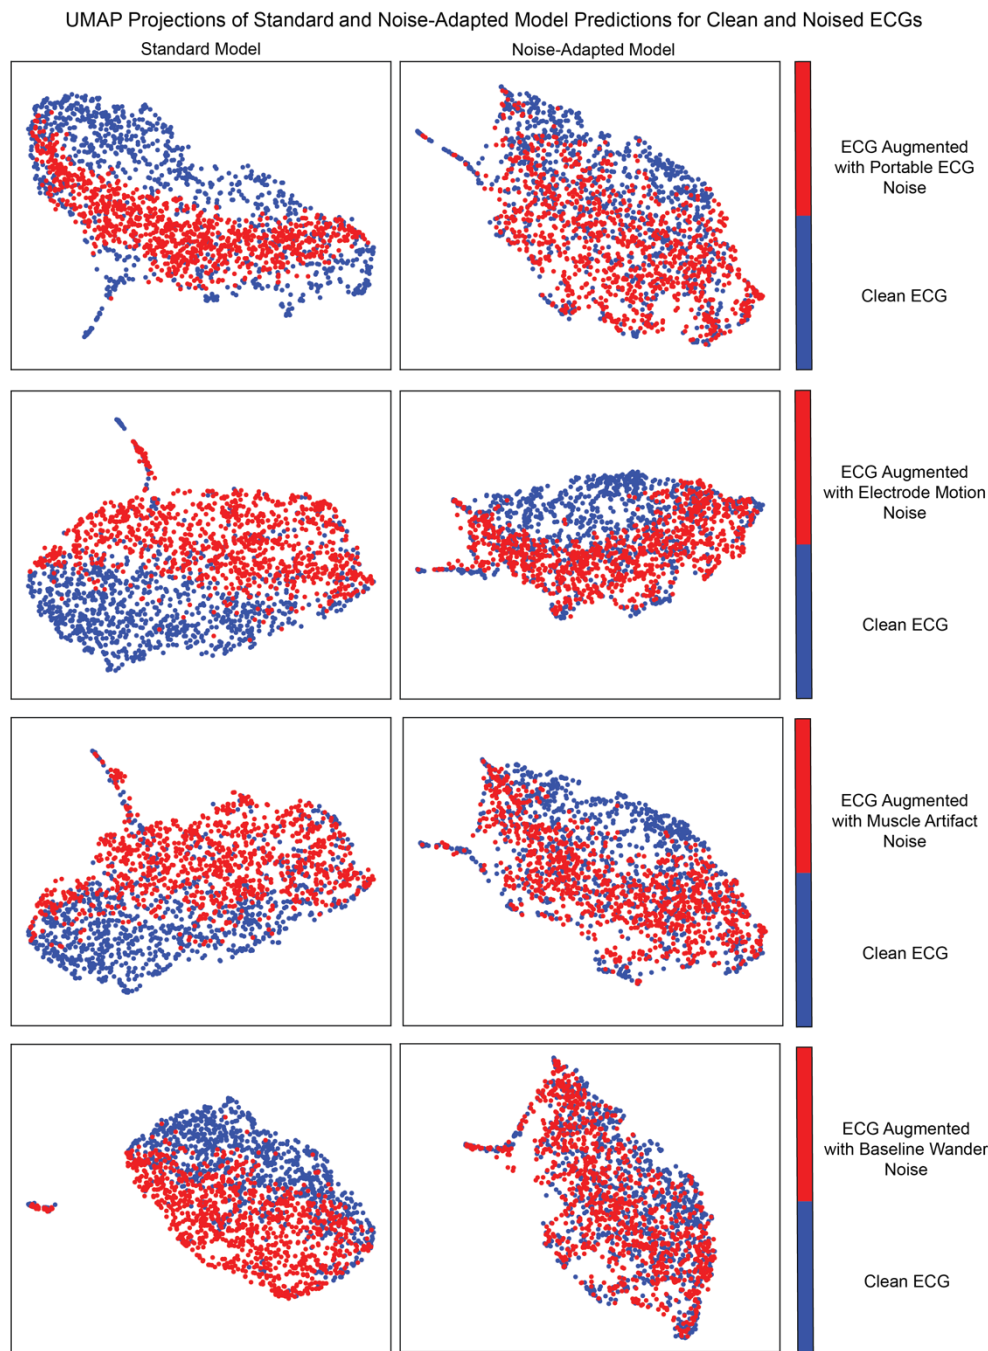 UMAP Projections of Standard and Noise-Adapted Model Predictions for Clean and Noised ECGs
Standard Model
Noise-Adapted Model
ECG Augmented
with Portable ECG
Noise
Clean ECG
ECG Augmented
with Electrode Motion
Noise
Clean ECG
ECG Augmented
with Muscle Artifact
Noise
Clean ECG
ECG Augmented
with Baseline Wander
Noise
Clean ECG